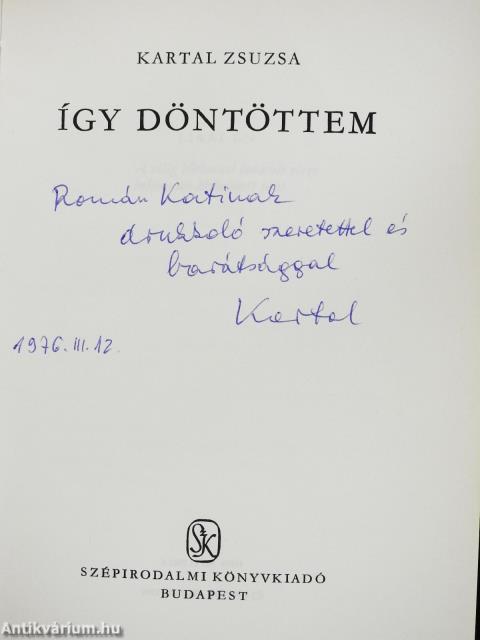 KARTAL ZSUZSA
ÍGY DÖNTÖTTEM
Román Katinak
drukkoló szeretettel és
barátsággal
Kartal
1976. III. 12.
SzK
SZÉPIRODALMI KÖNYVKIADÓ
BUDAPEST
Antikvárium.hu